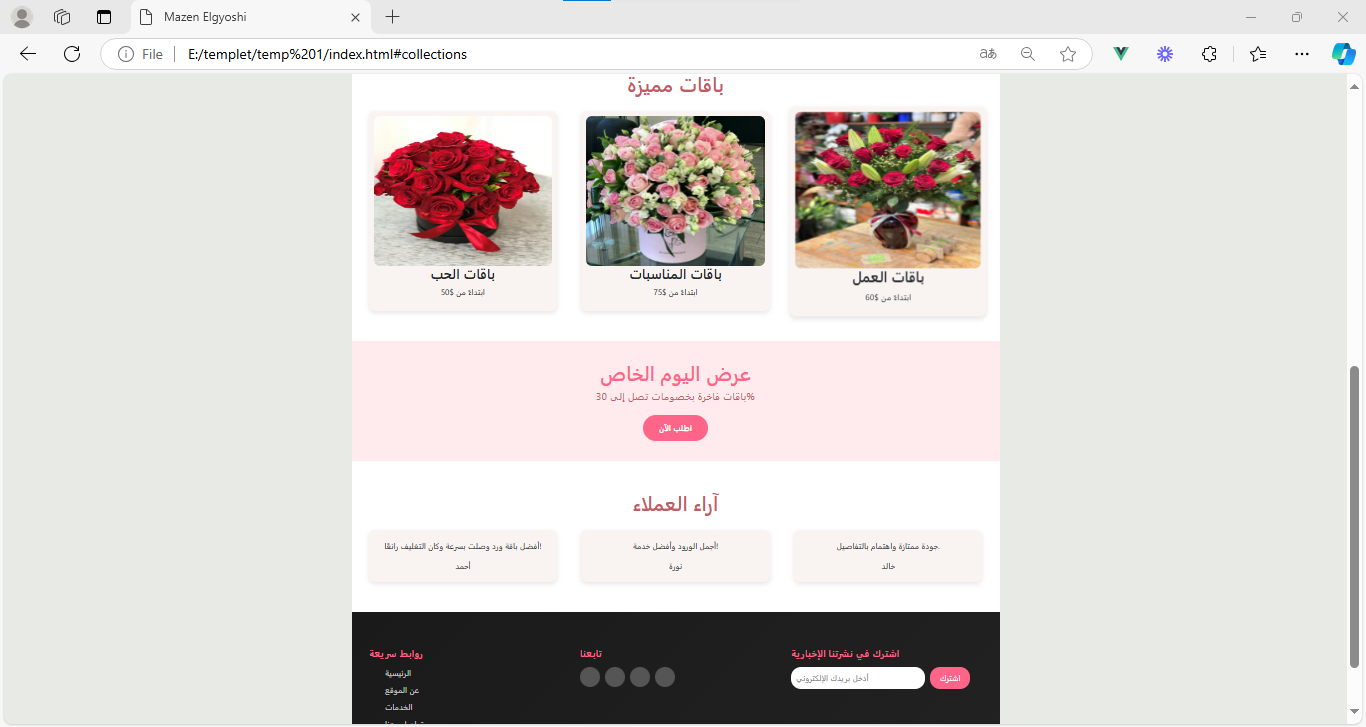 Mazen Elgyoshi
File
E:/templet/temp%201/index.html#collections
باقات مميزة
باقات الحب
ابتداءً من 50$
باقات المناسبات
ابتداءً من 75$
باقات العمل
ابتداءً من 60$
عرض اليوم الخاص
باقات فاخرة بخصومات تصل إلى 30%
اطلب الآن
آراء العملاء
أفضل باقة ورد وصلت بسرعة وكان التغليف رائعًا!
أحمد
أجمل الورود وأفضل خدمة!
نورة
جودة ممتازة واهتمام بالتفاصيل.
خالد
روابط سريعة
الرئيسية
عن الموقع
الخدمات
تابعنا
اشترك في نشرتنا الإخبارية
أدخل بريدك الإلكتروني
اشترك